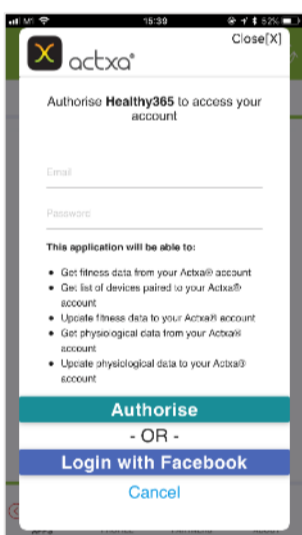 M1 15:39 52%
Close[X]
actxa®
Authorise Healthy365 to access your
account
Email
Password
This application will be able to:
Get fitness data from your Actxa® account
Get list of devices paired to your Actxa®
account
Update fitness data to your Actxa® account
Get physiological data from your Actxa®
account
Update physiological data to your Actxa®
account
Authorise
- OR -
Login with Facebook
Cancel